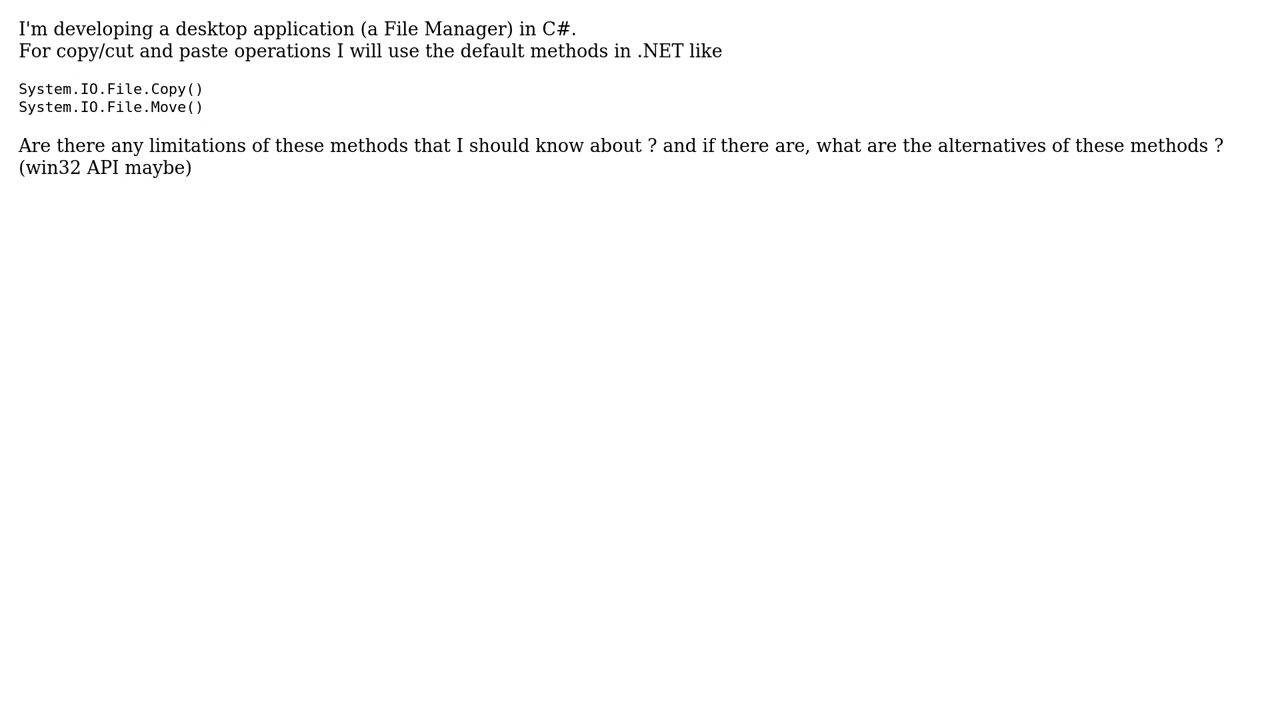 I'm developing a desktop application (a File Manager) in C#.
For copy/cut and paste operations I will use the default methods in .NET like
System.IO.File.Copy()
System.IO.File.Move()
Are there any limitations of these methods that I should know about ? and if there are, what are the alternatives of these methods ?
(win32 API maybe)